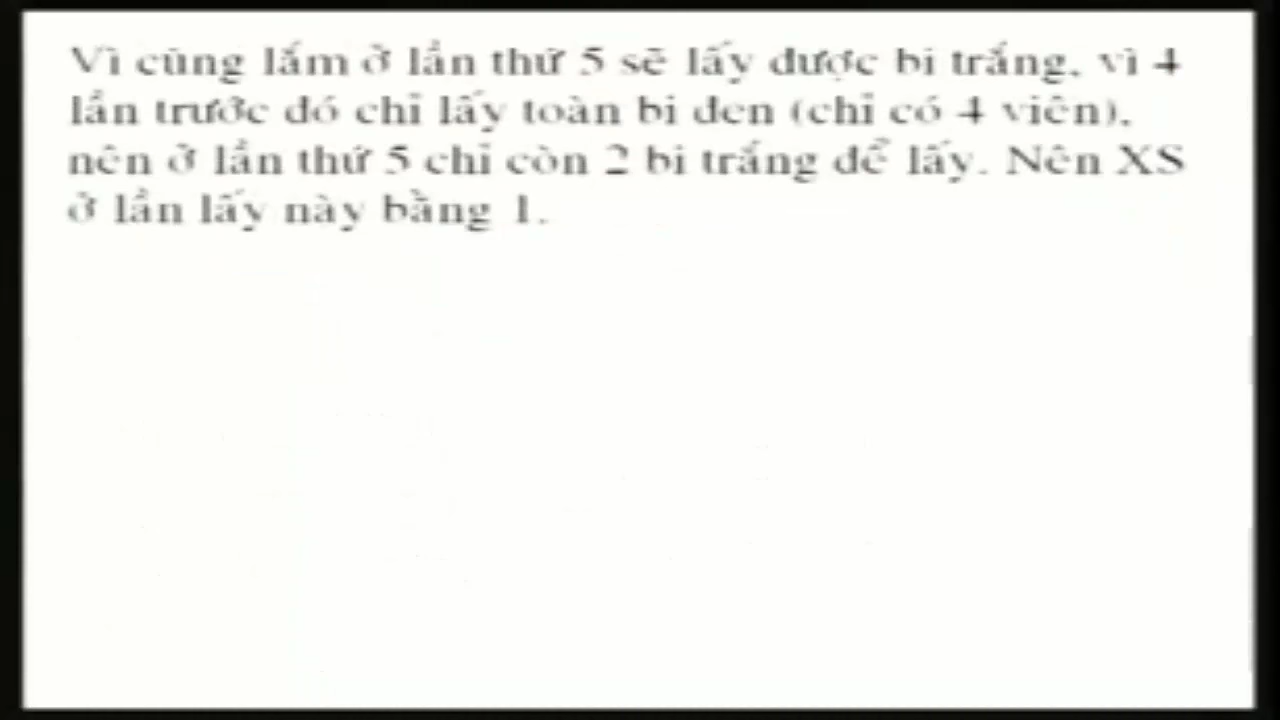 Vì cùng lắm ở lần thứ 5 sẽ lấy được bi trắng, vì 4
lần trước đó chỉ lấy toàn bi đen (chỉ có 4 viên),
nên ở lần thứ 5 chỉ còn 2 bi trắng để lấy. Nên XS
ở lần lấy này bằng 1.